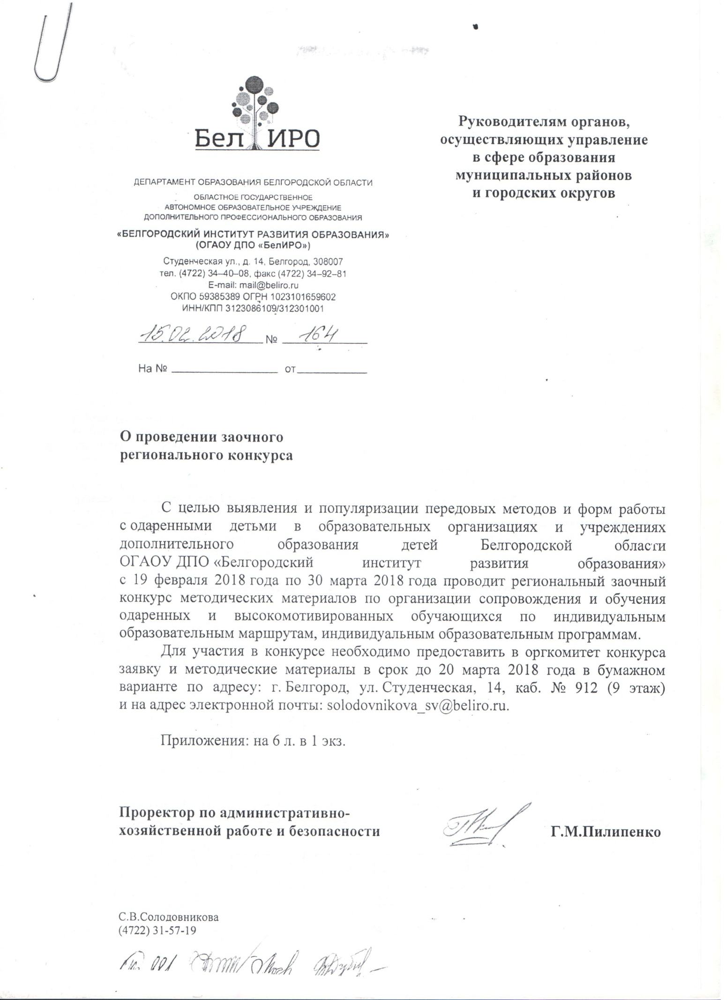 БелИРО
ДЕПАРТАМЕНТ ОБРАЗОВАНИЯ БЕЛГОРОДСКОЙ ОБЛАСТИ
ОБЛАСТНОЕ ГОСУДАРСТВЕННОЕ
АВТОНОМНОЕ ОБРАЗОВАТЕЛЬНОЕ УЧРЕЖДЕНИЕ
ДОПОЛНИТЕЛЬНОГО ПРОФЕССИОНАЛЬНОГО ОБРАЗОВАНИЯ
«БЕЛГОРОДСКИЙ ИНСТИТУТ РАЗВИТИЯ ОБРАЗОВАНИЯ»
(ОГАОУ ДПО «БелИРО»)
Студенческая ул., д. 14, Белгород, 308007
тел. (4722) 34–40–08, факс (4722) 34–92–81
E-mail: mail@beliro.ru
ОКПО 59385389 ОГРН 1023101659602
ИНН/КПП 3123086109/312301001
15.02.2018 № 164
На № от
Руководителям органов,
осуществляющих управление
в сфере образования
муниципальных районов
и городских округов
О проведении заочного
регионального конкурса
С целью выявления и популяризации передовых методов и форм работы
с одаренными детьми в образовательных организациях и учреждениях
дополнительного образования детей Белгородской области
ОГАОУ ДПО «Белгородский институт развития образования»
с 19 февраля 2018 года по 30 марта 2018 года проводит региональный заочный
конкурс методических материалов по организации сопровождения и обучения
одаренных и высокомотивированных обучающихся по индивидуальным
образовательным маршрутам, индивидуальным образовательным программам.
Для участия в конкурсе необходимо предоставить в оргкомитет конкурса
заявку и методические материалы в срок до 20 марта 2018 года в бумажном
варианте по адресу: г. Белгород, ул. Студенческая, 14, каб. № 912 (9 этаж)
и на адрес электронной почты: solodovnikova_sv@beliro.ru.
Приложения: на 6 л. в 1 экз.
Проректор по административно-
хозяйственной работе и безопасности Г.М.Пилипенко
С.В.Солодовникова
(4722) 31-57-19
001